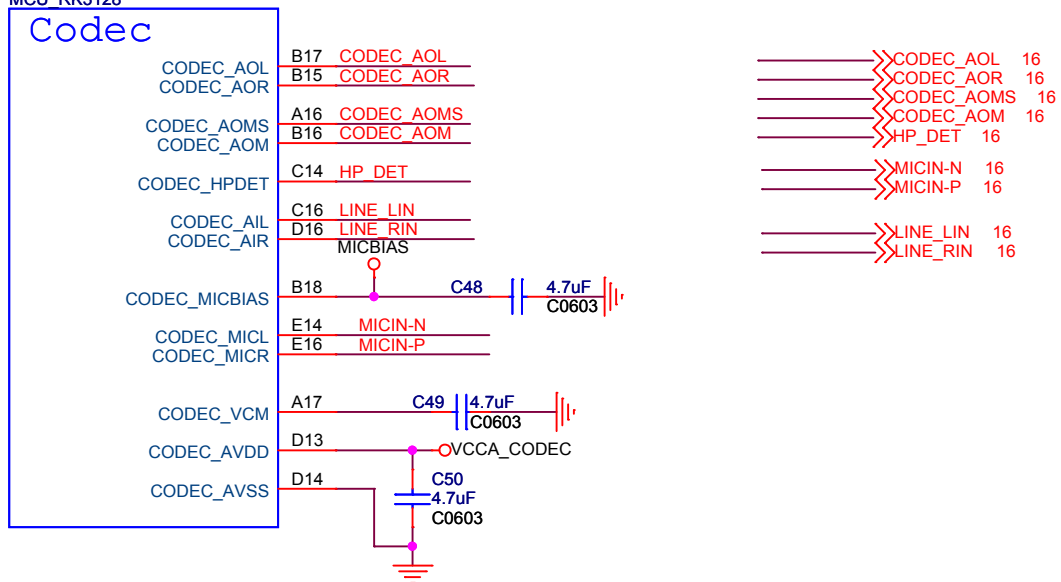 MCU_RK3128
Codec
CODEC_AOL B17 CODEC_AOL
CODEC_AOR B15 CODEC_AOR
CODEC_AOMS A16 CODEC_AOMS
CODEC_AOM B16 CODEC_AOM
CODEC_HPDET C14 HP_DET
CODEC_AIL C16 LINE_LIN
CODEC_AIR D16 LINE_RIN
MICBIAS
CODEC_MICBIAS B18 C48 4.7uF
C0603
CODEC_MICL E14 MICIN-N
CODEC_MICR E16 MICIN-P
CODEC_VCM A17 C49 4.7uF
C0603
CODEC_AVDD D13 VCCA_CODEC
CODEC_AVSS D14 C50
4.7uF
C0603
CODEC_AOL 16
CODEC_AOR 16
CODEC_AOMS 16
CODEC_AOM 16
HP_DET 16
MICIN-N 16
MICIN-P 16
LINE_LIN 16
LINE_RIN 16